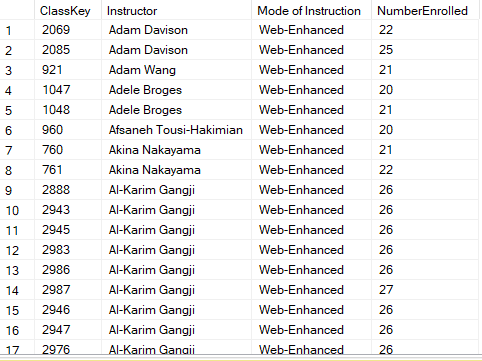 ClassKey Instructor Mode of Instruction NumberEnrolled
1 2069 Adam Davison Web-Enhanced 22
2 2085 Adam Davison Web-Enhanced 25
3 921 Adam Wang Web-Enhanced 21
4 1047 Adele Broges Web-Enhanced 20
5 1048 Adele Broges Web-Enhanced 21
6 960 Afsaneh Tousi-Hakimian Web-Enhanced 20
7 760 Akina Nakayama Web-Enhanced 21
8 761 Akina Nakayama Web-Enhanced 22
9 2888 Al-Karim Gangji Web-Enhanced 26
10 2943 Al-Karim Gangji Web-Enhanced 26
11 2945 Al-Karim Gangji Web-Enhanced 26
12 2983 Al-Karim Gangji Web-Enhanced 26
13 2986 Al-Karim Gangji Web-Enhanced 26
14 2987 Al-Karim Gangji Web-Enhanced 27
15 2946 Al-Karim Gangji Web-Enhanced 26
16 2947 Al-Karim Gangji Web-Enhanced 26
17 2976 Al-Karim Gangji Web-Enhanced 26